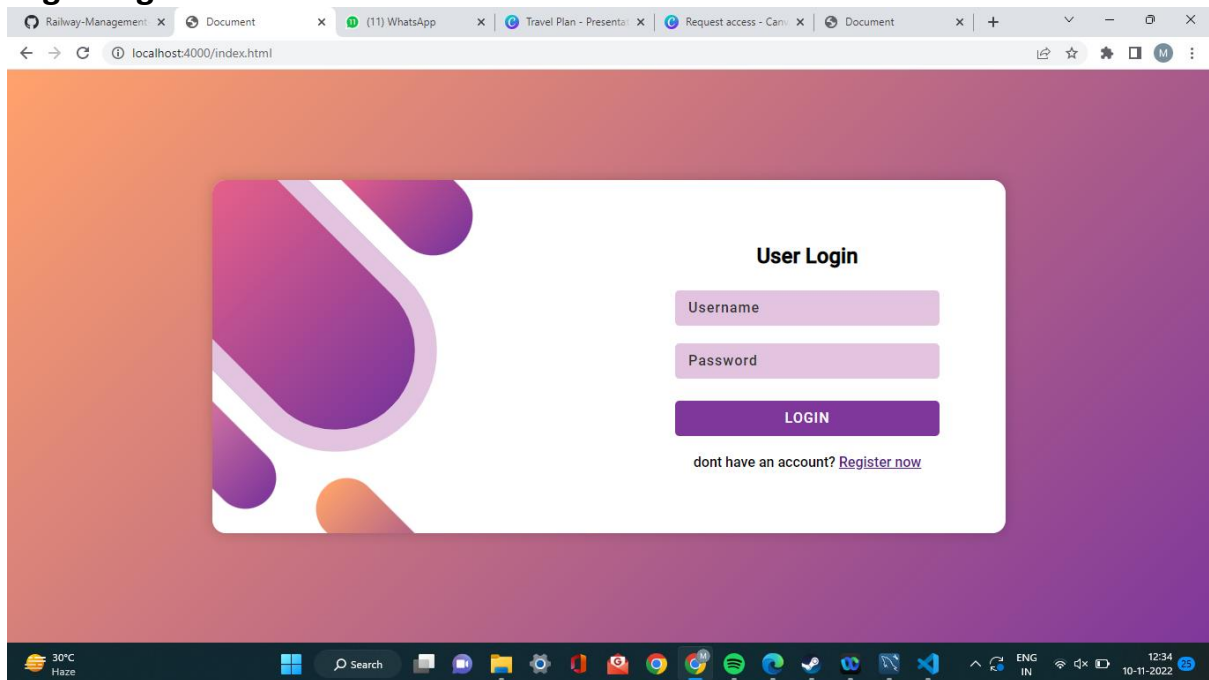 Railway-Management-
Document
(11) WhatsApp
Travel Plan - Presentat
Request access - Canv
Document
localhost:4000/index.html
M
User Login
Username
Password
LOGIN
dont have an account? Register now
30°C
Haze
Search
M
ENG
IN
12:34
10-11-2022
25